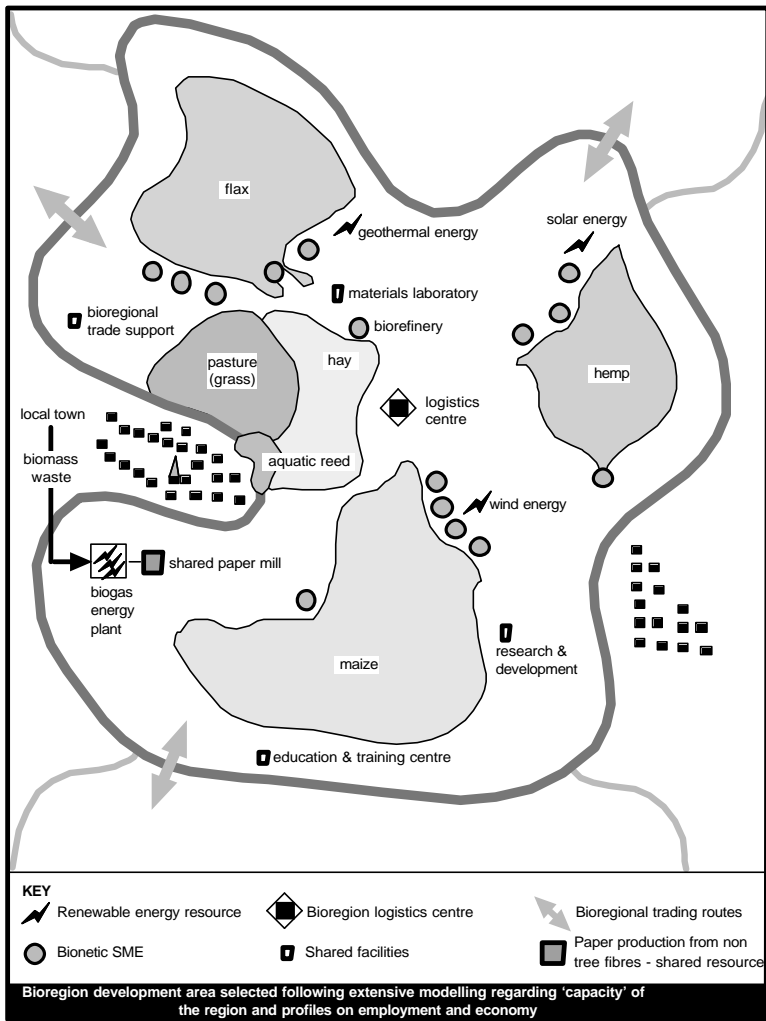 flax
geothermal energy
solar energy
materials laboratory
bioregional
trade support
biorefinery
pasture
(grass)
hay
hemp
logistics
centre
local town
biomass
waste
aquatic reed
wind energy
shared paper mill
biogas
energy
plant
research &
development
maize
education & training centre
KEY
Renewable energy resource
Bioregion logistics centre
Bioregional trading routes
Bionetic SME
Shared facilities
Paper production from non
tree fibres - shared resource
Bioregion development area selected following extensive modelling regarding ‘capacity’ of
the region and profiles on employment and economy